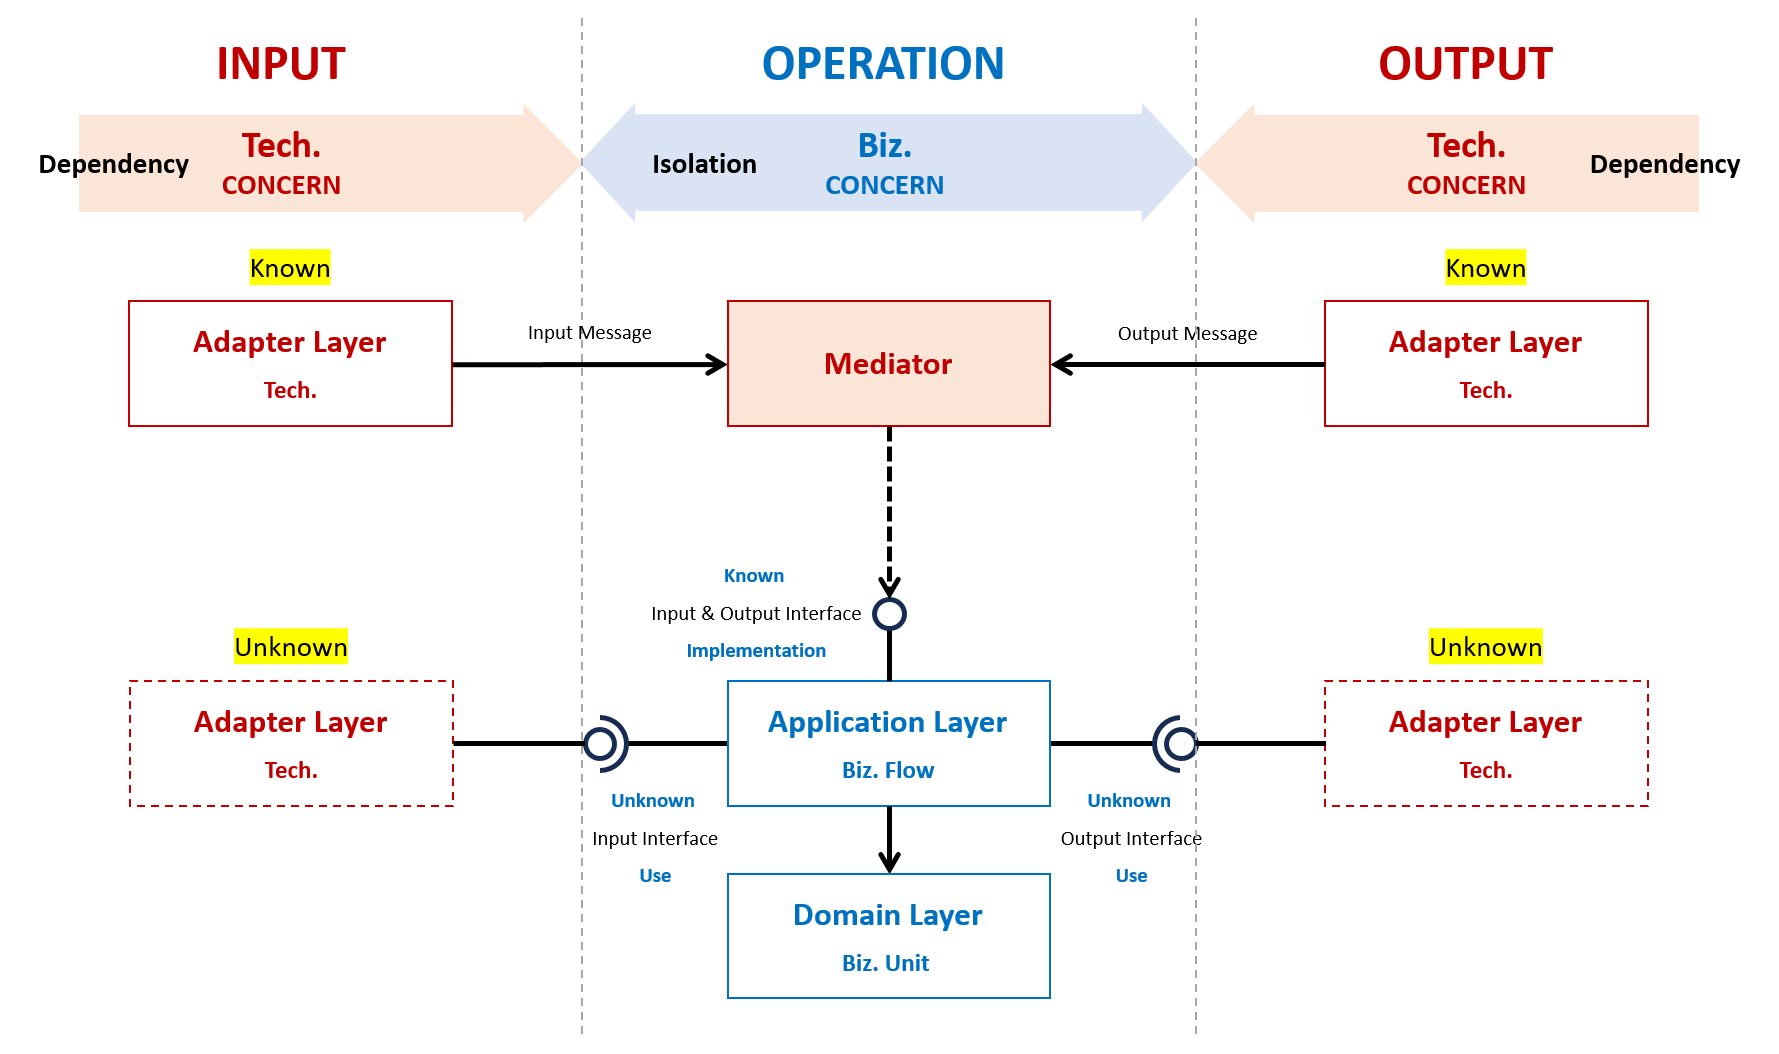 INPUT
OPERATION
OUTPUT
Dependency
Tech.
CONCERN
Isolation
Biz.
CONCERN
Tech.
CONCERN
Dependency
Known
Known
Adapter Layer
Tech.
Input Message
Mediator
Output Message
Adapter Layer
Tech.
Known
Input & Output Interface
Implementation
Unknown
Unknown
Adapter Layer
Tech.
Application Layer
Biz. Flow
Adapter Layer
Tech.
Unknown
Input Interface
Use
Unknown
Output Interface
Use
Domain Layer
Biz. Unit